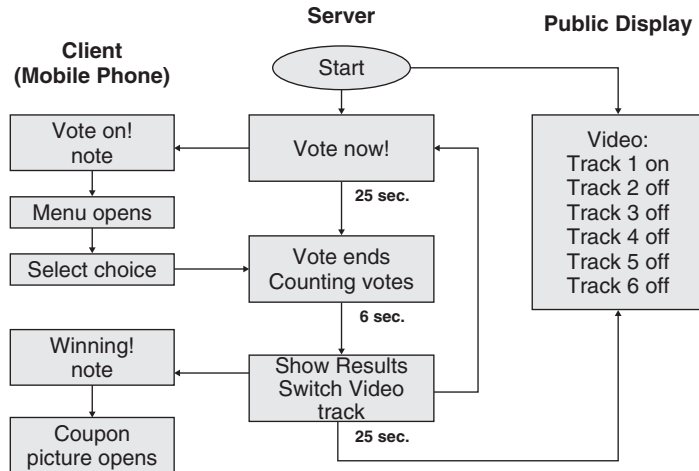 Server
Public Display
Client
(Mobile Phone)
Start
Vote on!
note
Vote now!
Video:
Track 1 on
Track 2 off
Track 3 off
Track 4 off
Track 5 off
Track 6 off
25 sec.
Menu opens
Select choice
Vote ends
Counting votes
6 sec.
Winning!
note
Show Results
Switch Video
track
25 sec.
Coupon
picture opens